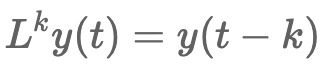 L^k y(t) = y(t − k)